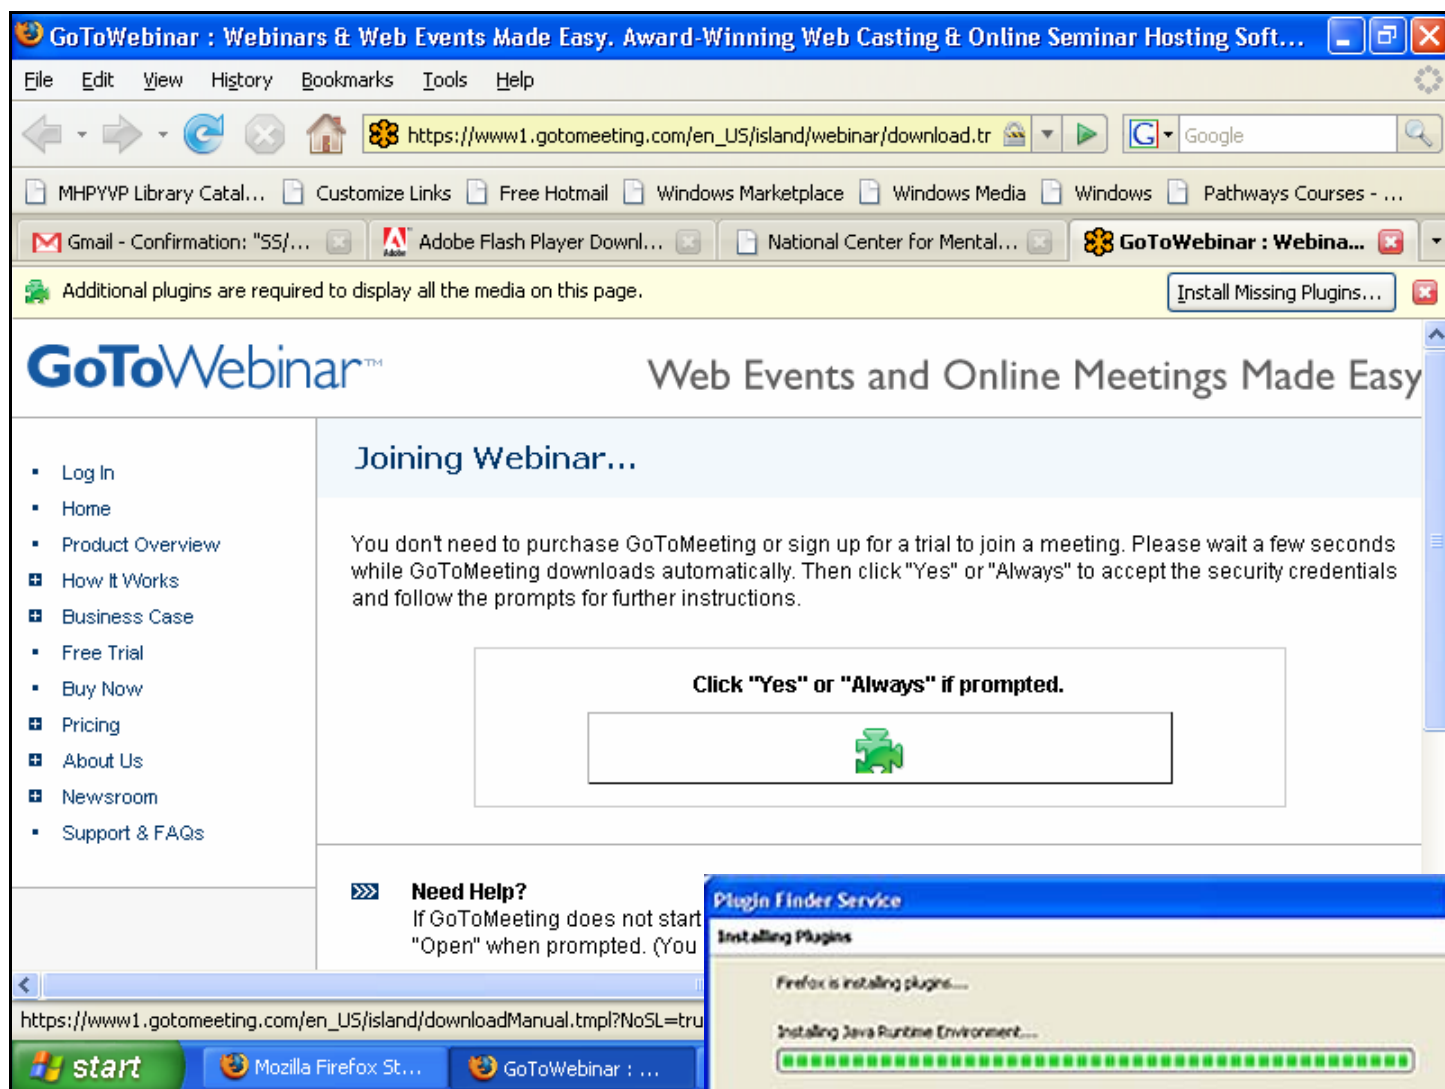 GoToWebinar : Webinars & Web Events Made Easy. Award-Winning Web Casting & Online Seminar Hosting Soft...
File Edit View History Bookmarks Tools Help
https://www1.gotomeeting.com/en_US/island/webinar/download.tr G Google
MHPYVP Library Catal... Customize Links Free Hotmail Windows Marketplace Windows Media Windows Pathways Courses - ...
Gmail - Confirmation: "SS/... Adobe Adobe Flash Player Downl... National Center for Mental... GoToWebinar : Webina...
Additional plugins are required to display all the media on this page. Install Missing Plugins...
GoToWebinar™ Web Events and Online Meetings Made Easy
Joining Webinar...
Log In
Home
Product Overview
How It Works
Business Case
Free Trial
Buy Now
Pricing
About Us
Newsroom
Support & FAQs
You don't need to purchase GoToMeeting or sign up for a trial to join a meeting. Please wait a few seconds
while GoToMeeting downloads automatically. Then click "Yes" or "Always" to accept the security credentials
and follow the prompts for further instructions.
Click "Yes" or "Always" if prompted.
Need Help?
If GoToMeeting does not start
"Open" when prompted. (You
Plugin Finder Service
Installing Plugins
Firefox is installing plugins....
Installing Java Runtime Environment....
https://www1.gotomeeting.com/en_US/island/downloadManual.tmpl?NoSL=tru
start Mozilla Firefox St... GoToWebinar : ...